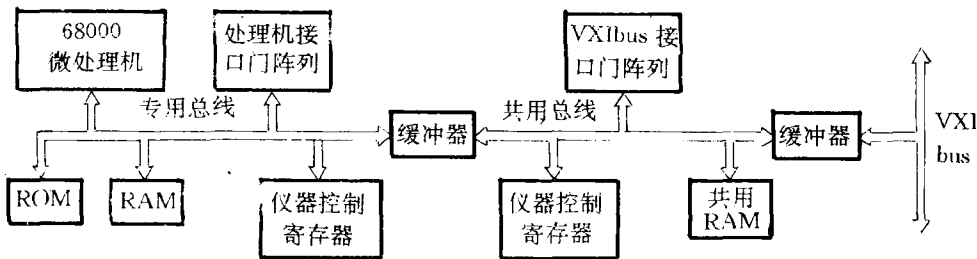 68000
微处理机
处理机接
口门阵列
VXIbus 接
口门阵列
专用总线
共用总线
缓冲器
缓冲器
VXI
bus
ROM
RAM
仪器控制
寄存器
仪器控制
寄存器
共用
RAM